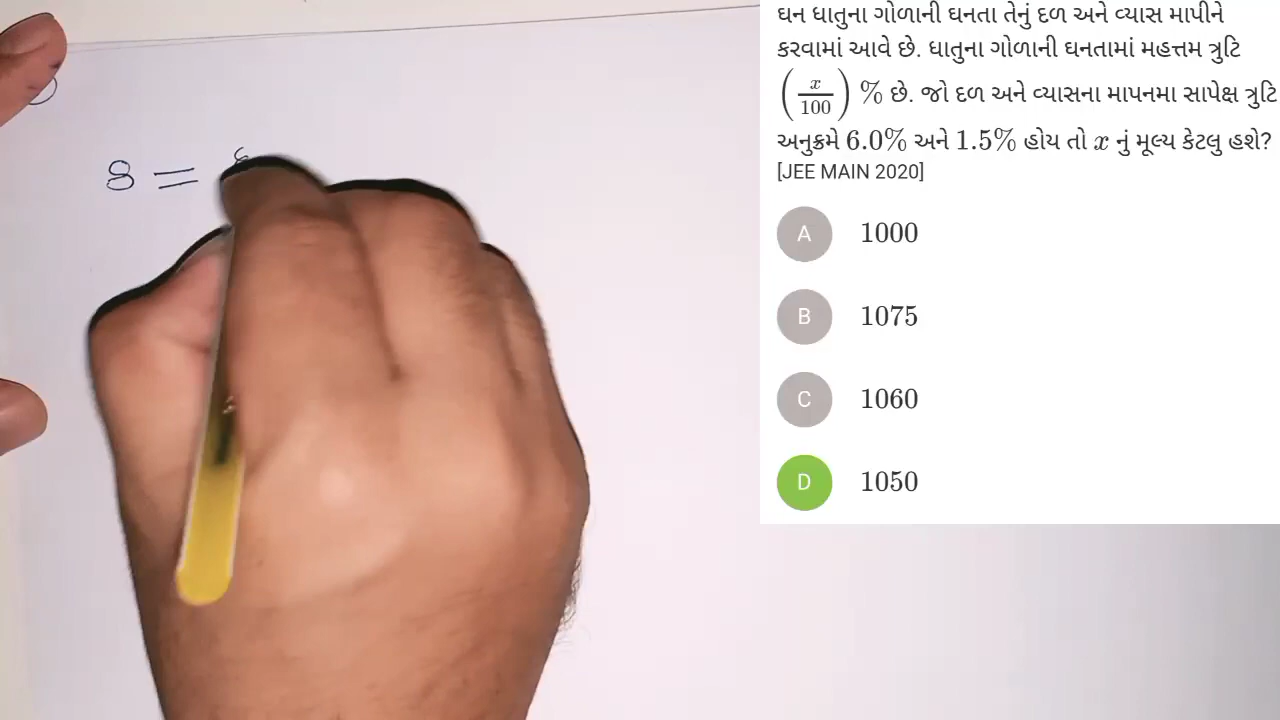 8 =
ઘન ધાતુના ગોળાની ઘનતા તેનું દળ અને વ્યાસ માપીને
કરવામાં આવે છે. ધાતુના ગોળાની ઘનતામાં મહત્તમ ત્રુટિ
(x/100) % છે. જો દળ અને વ્યાસના માપનમા સાપેક્ષ ત્રુટિ
અનુક્રમે 6.0% અને 1.5% હોય તો x નું મૂલ્ય કેટલુ હશે?
[JEE MAIN 2020]
A 1000
B 1075
C 1060
D 1050